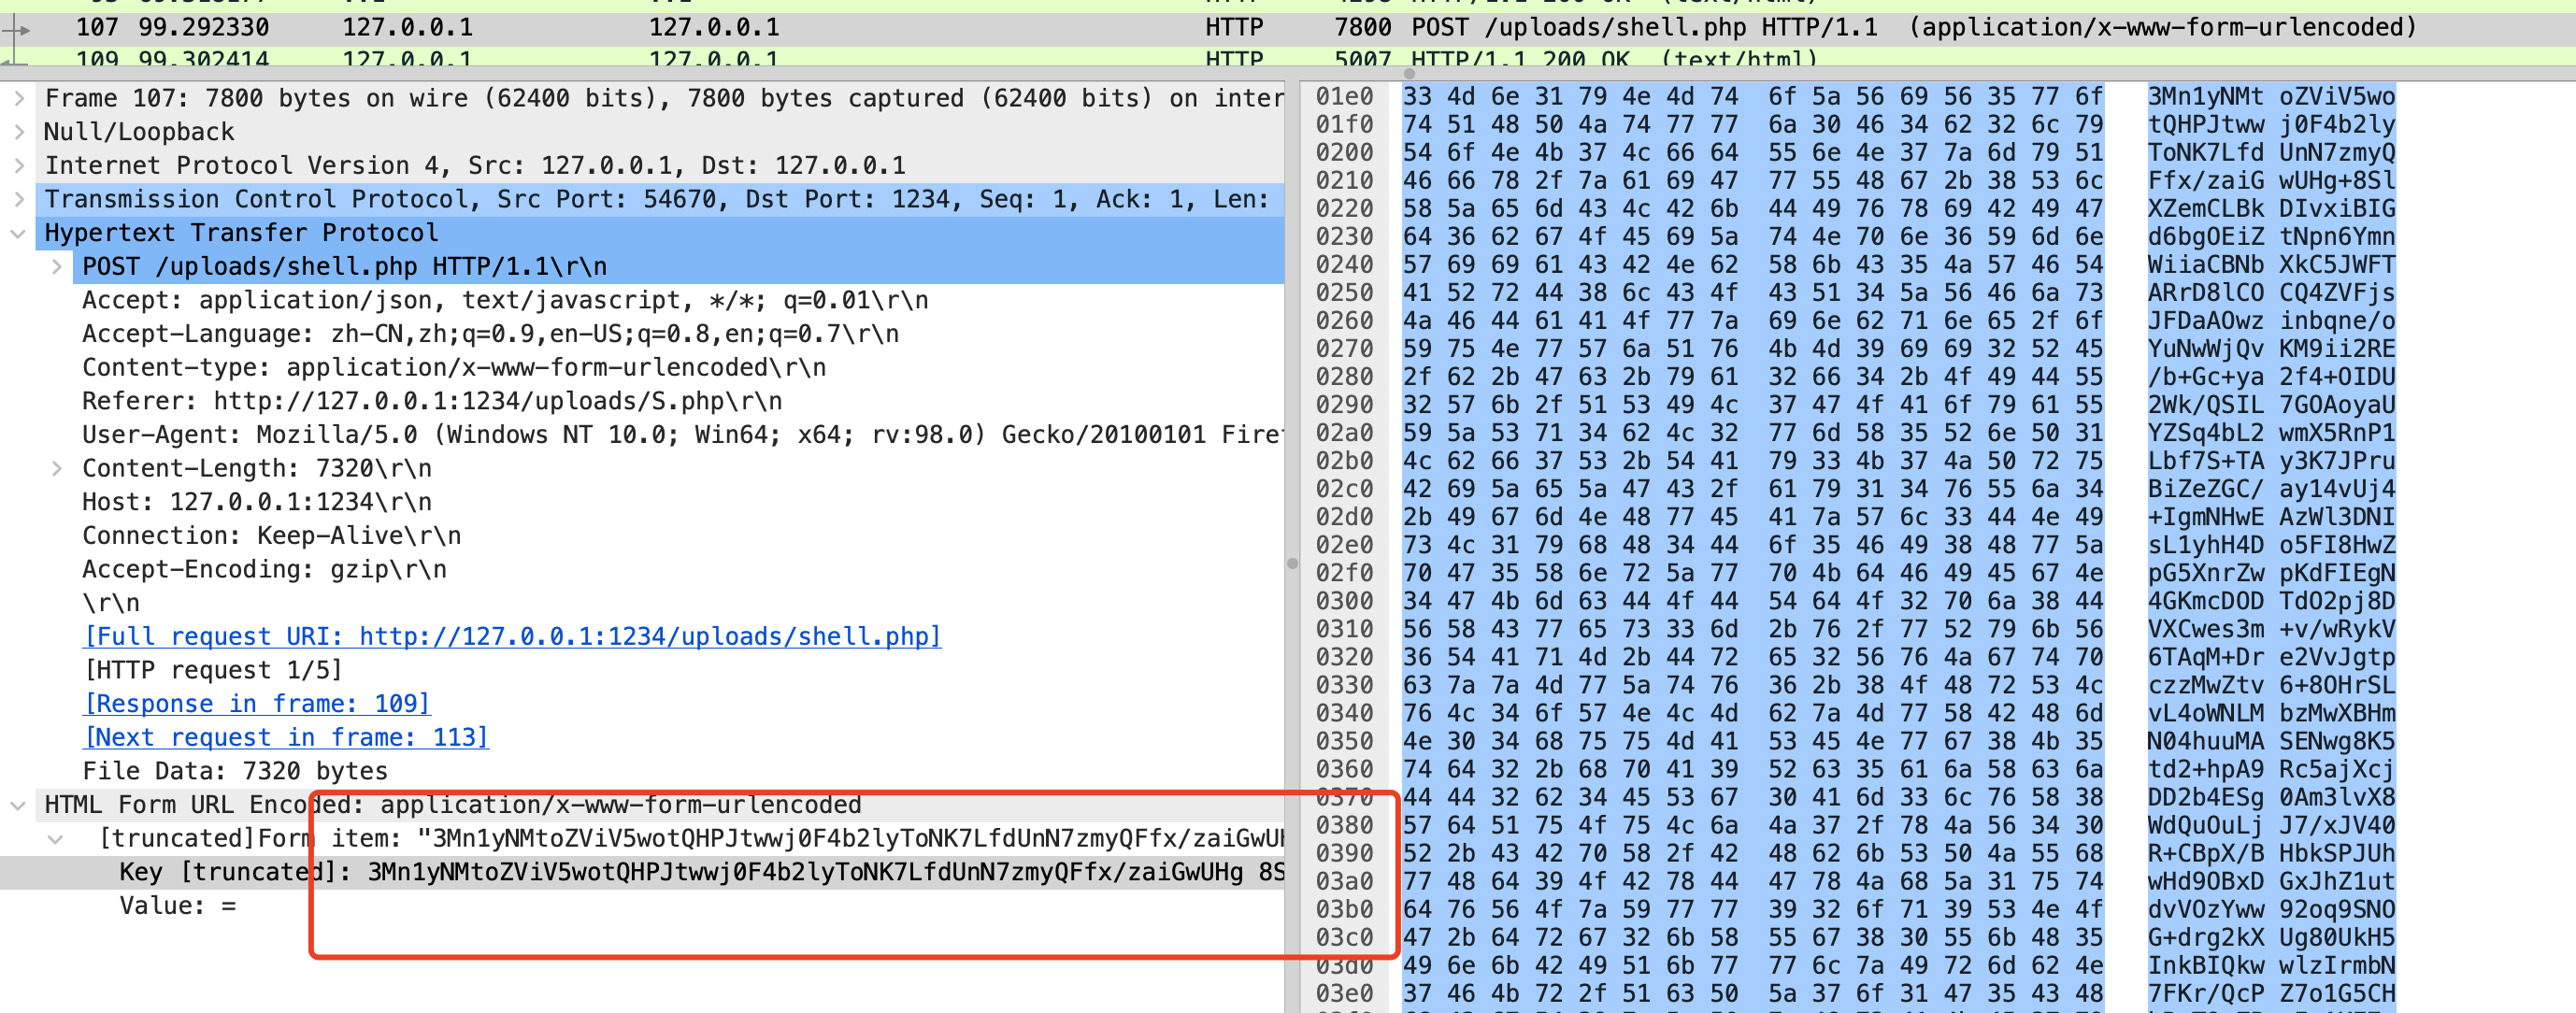 107 99.292330 127.0.0.1 127.0.0.1 HTTP 7800 POST /uploads/shell.php HTTP/1.1 (application/x-www-form-urlencoded)
109 99.302414 127.0.0.1 127.0.0.1 HTTP 5007 HTTP/1.1 200 OK (text/html)
Frame 107: 7800 bytes on wire (62400 bits), 7800 bytes captured (62400 bits) on inter
Null/Loopback
Internet Protocol Version 4, Src: 127.0.0.1, Dst: 127.0.0.1
Transmission Control Protocol, Src Port: 54670, Dst Port: 1234, Seq: 1, Ack: 1, Len:
Hypertext Transfer Protocol
POST /uploads/shell.php HTTP/1.1\r\n
Accept: application/json, text/javascript, */*; q=0.01\r\n
Accept-Language: zh-CN,zh;q=0.9,en-US;q=0.8,en;q=0.7\r\n
Content-type: application/x-www-form-urlencoded\r\n
Referer: http://127.0.0.1:1234/uploads/S.php\r\n
User-Agent: Mozilla/5.0 (Windows NT 10.0; Win64; x64; rv:98.0) Gecko/20100101 Firef
Content-Length: 7320\r\n
Host: 127.0.0.1:1234\r\n
Connection: Keep-Alive\r\n
Accept-Encoding: gzip\r\n
\r\n
[Full request URI: http://127.0.0.1:1234/uploads/shell.php]
[HTTP request 1/5]
[Response in frame: 109]
[Next request in frame: 113]
File Data: 7320 bytes
HTML Form URL Encoded: application/x-www-form-urlencoded
[truncated]Form item: "3Mn1yNMtoZViV5wotQHPJtwwj0F4b2lyToNK7LfdUnN7zmyQFfx/zaiGwUH
Key [truncated]: 3Mn1yNMtoZViV5wotQHPJtwwj0F4b2lyToNK7LfdUnN7zmyQFfx/zaiGwUHg 8S
Value: =
01e0 33 4d 6e 31 79 4e 4d 74 6f 5a 56 69 56 35 77 6f 3Mn1yNMt oZViV5wo
01f0 74 51 48 50 4a 74 77 77 6a 30 46 34 62 32 6c 79 tQHPJtww j0F4b2ly
0200 54 6f 4e 4b 37 4c 66 64 55 6e 4e 37 7a 6d 79 51 ToNK7Lfd UnN7zmyQ
0210 46 66 78 2f 7a 61 69 47 77 55 48 67 2b 38 53 6c Ffx/zaiG wUHg+8Sl
0220 58 5a 65 6d 43 4c 42 6b 44 49 76 78 69 42 49 47 XZemCLBk DIvxiBIG
0230 64 36 62 67 4f 45 69 5a 74 4e 70 6e 36 59 6d 6e d6bgOEiZ tNpn6Ymn
0240 57 69 69 61 43 42 4e 62 58 6b 43 35 4a 57 46 54 WiiaCBNb XkC5JWFT
0250 41 52 72 44 38 6c 43 4f 43 51 34 5a 56 46 6a 73 ARrD8lCO CQ4ZVFjs
0260 4a 46 44 61 41 4f 77 7a 69 6e 62 71 6e 65 2f 6f JFDaAOwz inbqne/o
0270 59 75 4e 77 57 6a 51 76 4b 4d 39 69 69 32 52 45 YuNwWjQv KM9ii2RE
0280 2f 62 2b 47 63 2b 79 61 32 66 34 2b 4f 49 44 55 /b+Gc+ya 2f4+OIDU
0290 32 57 6b 2f 51 53 49 4c 37 47 4f 41 6f 79 61 55 2Wk/QSIL 7GOAoyaU
02a0 59 5a 53 71 34 62 4c 32 77 6d 58 35 52 6e 50 31 YZSq4bL2 wmX5RnP1
02b0 4c 62 66 37 53 2b 54 41 79 33 4b 37 4a 50 72 75 Lbf7S+TA y3K7JPru
02c0 42 69 5a 65 5a 47 43 2f 61 79 31 34 76 55 6a 34 BiZeZGC/ ay14vUj4
02d0 2b 49 67 6d 4e 48 77 45 41 7a 57 6c 33 44 4e 49 +IgmNHwE AzWl3DNI
02e0 73 4c 31 79 68 48 34 44 6f 35 46 49 38 48 77 5a sL1yhH4D o5FI8HwZ
02f0 70 47 35 58 6e 72 5a 77 70 4b 64 46 49 45 67 4e pG5XnrZw pKdFIEgN
0300 34 47 4b 6d 63 44 4f 44 54 64 4f 32 70 6a 38 44 4GKmcDOD TdO2pj8D
0310 56 58 43 77 65 73 33 6d 2b 76 2f 77 52 79 6b 56 VXCwes3m +v/wRykV
0320 36 54 41 71 4d 2b 44 72 65 32 56 76 4a 67 74 70 6TAqM+Dr e2VvJgtp
0330 63 7a 7a 4d 77 5a 74 76 36 2b 38 4f 48 72 53 4c czzMwZtv 6+8OHrSL
0340 76 4c 34 6f 57 4e 4c 4d 62 7a 4d 77 58 42 48 6d vL4oWNLM bzMwXBHm
0350 4e 30 34 68 75 75 4d 41 53 45 4e 77 67 38 4b 35 N04huuMA SENwg8K5
0360 74 64 32 2b 68 70 41 39 52 63 35 61 6a 58 63 6a td2+hpA9 Rc5ajXcj
0370 44 44 32 62 34 45 53 67 30 41 6d 33 6c 76 58 38 DD2b4ESg 0Am3lvX8
0380 57 64 51 75 4f 75 4c 6a 4a 37 2f 78 4a 56 34 30 WdQuOuLj J7/xJV40
0390 52 2b 43 42 70 58 2f 42 48 62 6b 53 50 4a 55 68 R+CBpX/B HbkSPJUh
03a0 77 48 64 39 4f 42 78 44 47 78 4a 68 5a 31 75 74 wHd9OBxD GxJhZ1ut
03b0 64 76 56 4f 7a 59 77 77 39 32 6f 71 39 53 4e 4f dvVOzYww 92oq9SNO
03c0 47 2b 64 72 67 32 6b 58 55 67 38 30 55 6b 48 35 G+drg2kX Ug80UkH5
03d0 49 6e 6b 42 49 51 6b 77 77 6c 7a 49 72 6d 62 4e InkBIQkw wlzIrmbN
03e0 37 46 4b 72 2f 51 63 50 5a 37 6f 31 47 35 43 48 7FKr/QcP Z7o1G5CH